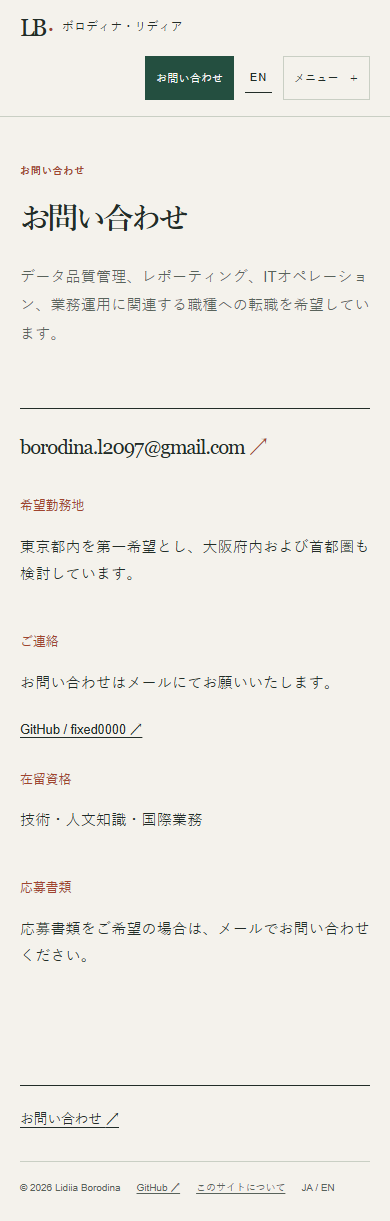 LB· ボロディナ・リディア
お問い合わせ EN メニュー +
お問い合わせ
お問い合わせ
データ品質管理、レポーティング、ITオペレーショ
ン、業務運用に関連する職種への転職を希望してい
ます。
borodina.l2097@gmail.com ↗
希望勤務地
東京都内を第一希望とし、大阪府内および首都圏も
検討しています。
ご連絡
お問い合わせはメールにてお願いいたします。
GitHub / fixed0000 ↗
在留資格
技術・人文知識・国際業務
応募書類
応募書類をご希望の場合は、メールでお問い合わせ
ください。
お問い合わせ ↗
© 2026 Lidiia Borodina GitHub ↗ このサイトについて JA / EN